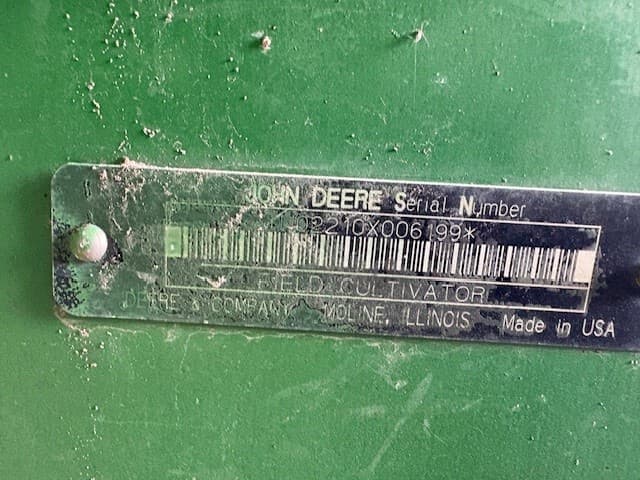 JOHN DEERE Serial Number
02210X006199*
FIELD CULTIVATOR
DEERE & COMPANY MOLINE, ILLINOIS Made in USA